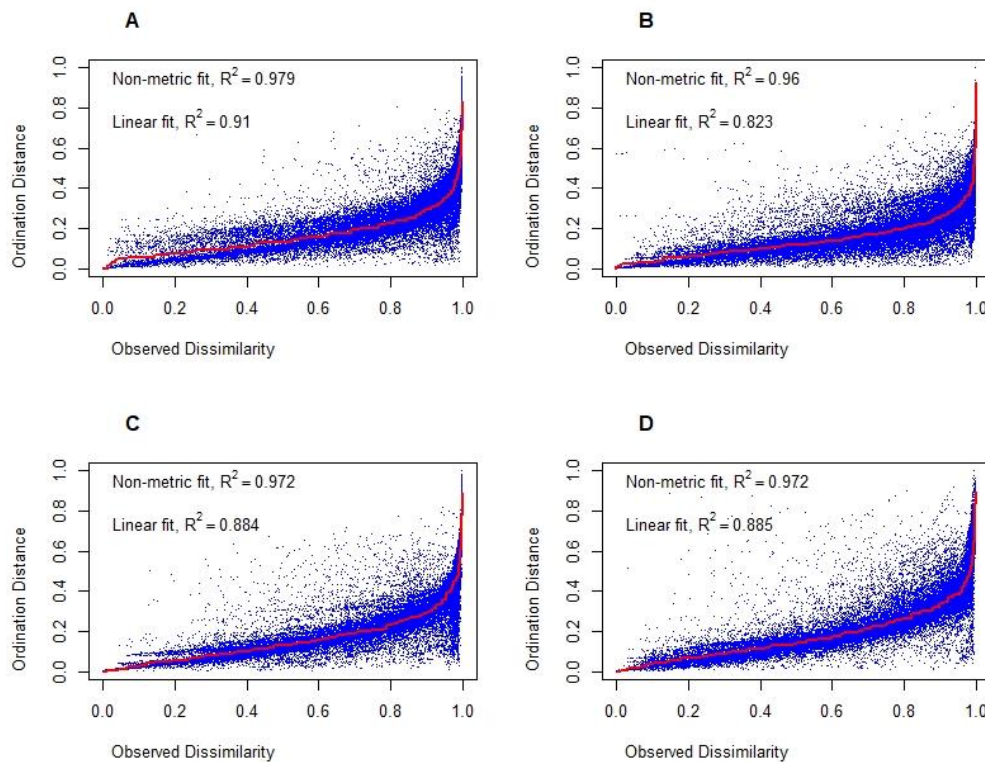 A
Non-metric fit, R² = 0.979
Linear fit, R² = 0.91
Ordination Distance
0.0 0.2 0.4 0.6 0.8 1.0
0.0 0.2 0.4 0.6 0.8 1.0
Observed Dissimilarity
B
Non-metric fit, R² = 0.96
Linear fit, R² = 0.823
Ordination Distance
0.0 0.2 0.4 0.6 0.8 1.0
0.0 0.2 0.4 0.6 0.8 1.0
Observed Dissimilarity
C
Non-metric fit, R² = 0.972
Linear fit, R² = 0.884
Ordination Distance
0.0 0.2 0.4 0.6 0.8 1.0
0.0 0.2 0.4 0.6 0.8 1.0
Observed Dissimilarity
D
Non-metric fit, R² = 0.972
Linear fit, R² = 0.885
Ordination Distance
0.0 0.2 0.4 0.6 0.8 1.0
0.0 0.2 0.4 0.6 0.8 1.0
Observed Dissimilarity